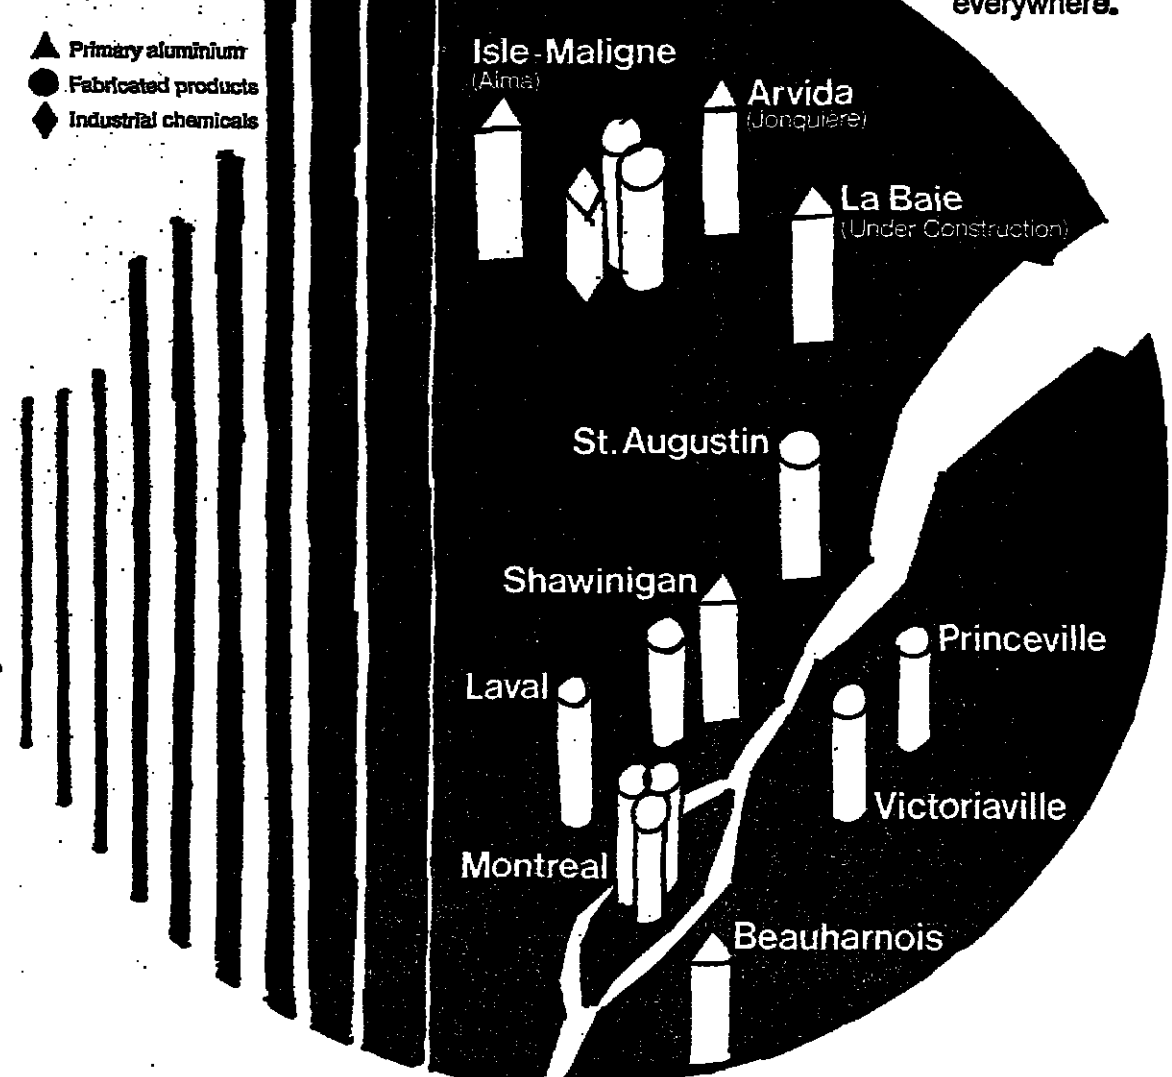 everywhere.
Primary aluminium
Fabricated products
Industrial chemicals
Isle-Maligne
(Alma)
Arvida
(Jonquière)
La Baie
(Under Construction)
St. Augustin
Shawinigan
Princeville
Laval
Victoriaville
Montreal
Beauharnois